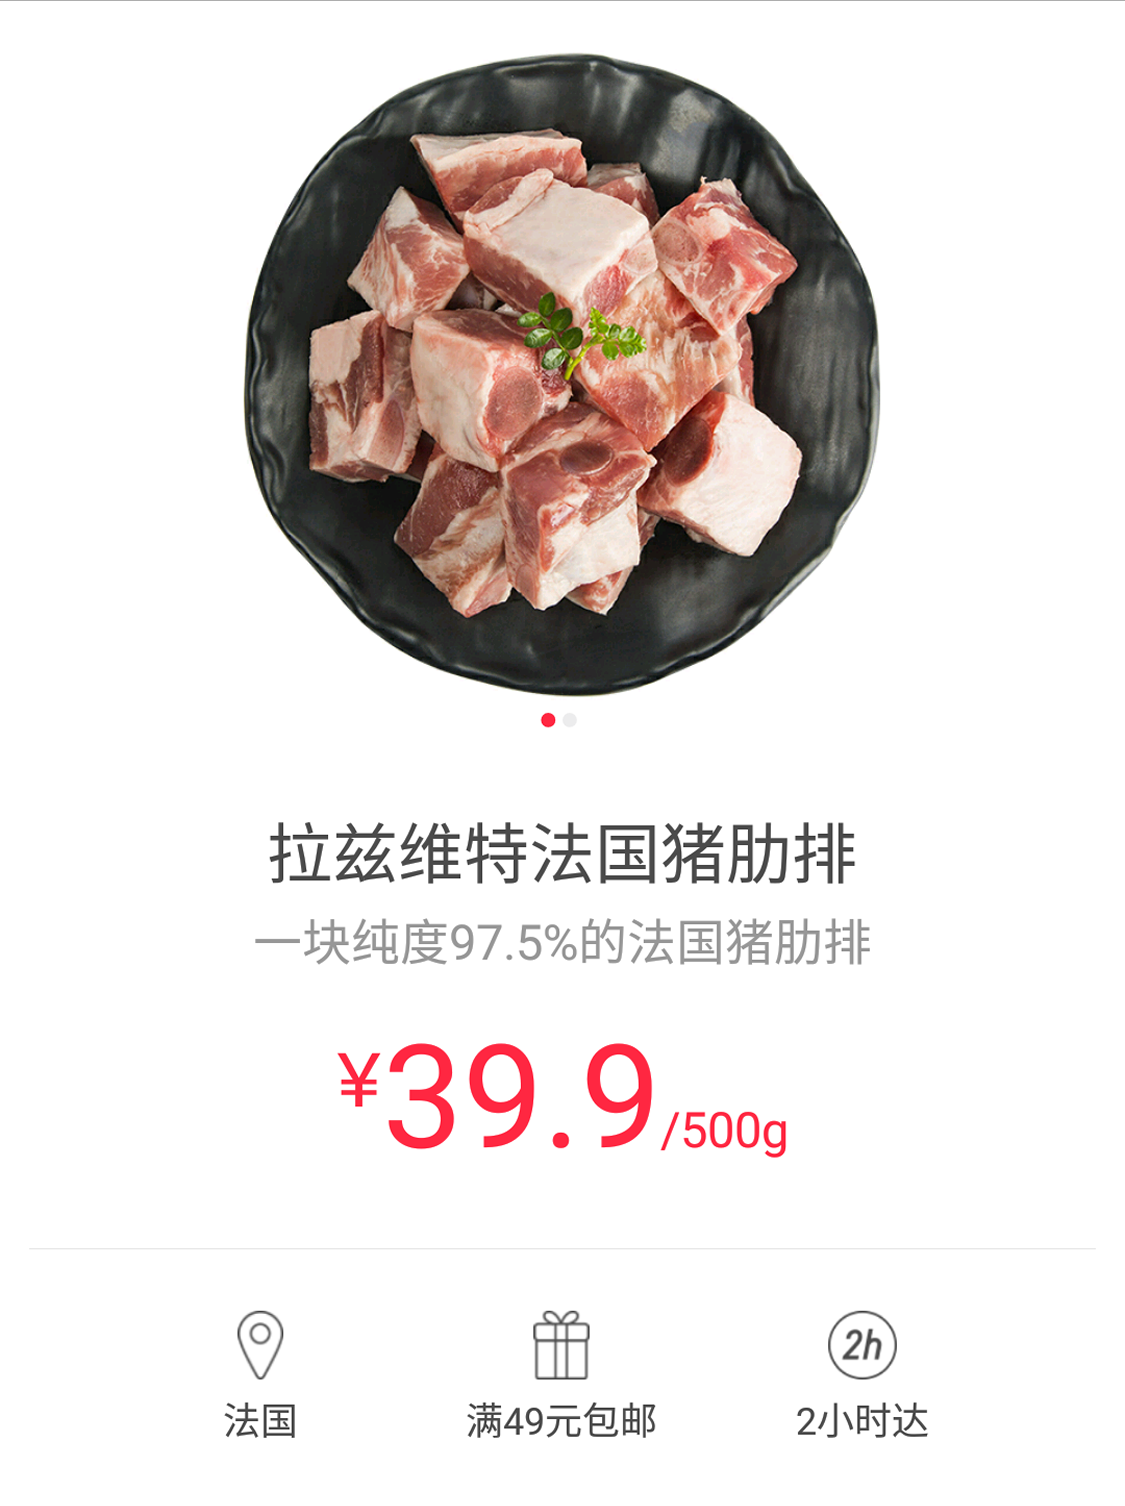 拉兹维特法国猪肋排
一块纯度97.5%的法国猪肋排
¥39.9/500g
2h
法国
满49元包邮
2小时达